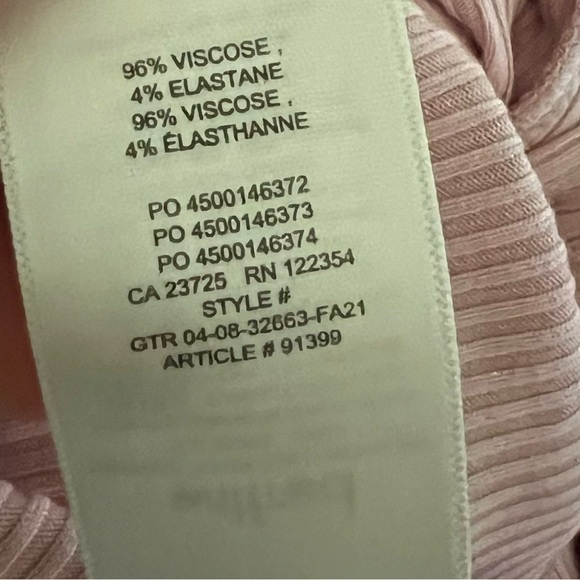 96% VISCOSE ,
4% ELASTANE
96% VISCOSE ,
4% ÉLASTHANNE
PO 4500146372
PO 4500146373
PO 4500146374
CA 23725 RN 122354
STYLE #
GTR 04-08-32663-FA21
ARTICLE # 91399